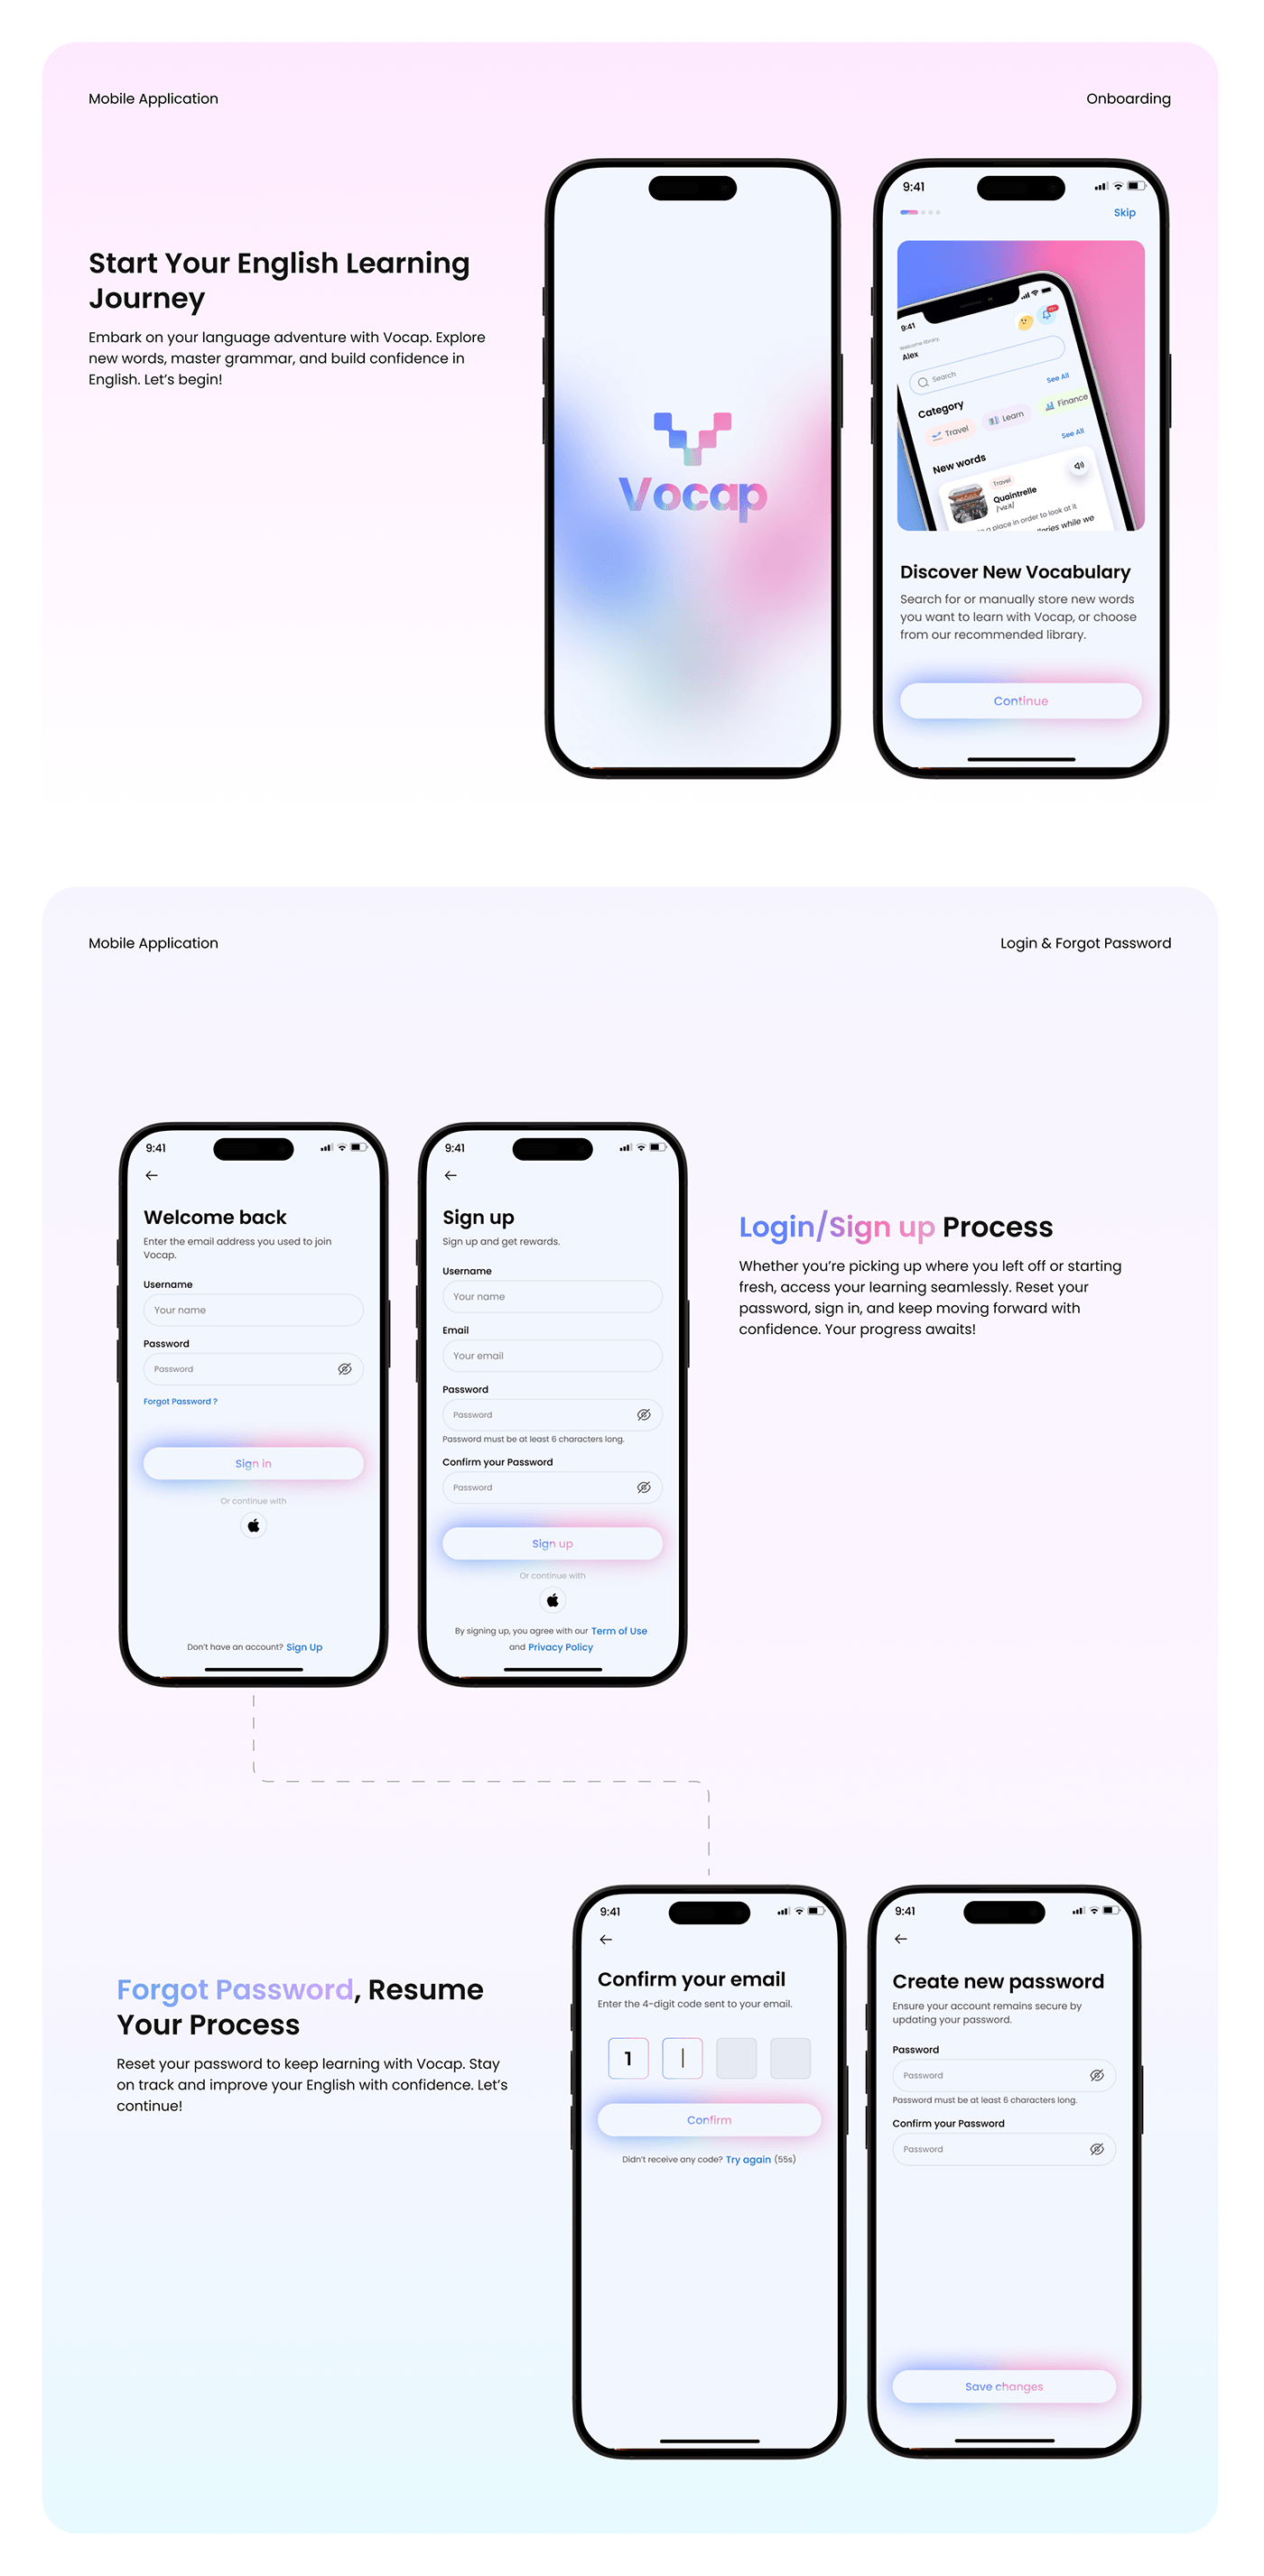 Mobile Application
Onboarding
Start Your English Learning
Journey
Embark on your language adventure with Vocap. Explore
new words, master grammar, and build confidence in
English. Let's begin!
Vocap
9:41
Skip
9:41
Welcome library,
Alex
Search
Category
See All
Travel
Learn
Finance
New words
See All
Travel
Quaintrelle
/'vɪzɪt/
a place in order to look at it
tories while we
Discover New Vocabulary
Search for or manually store new words
you want to learn with Vocap, or choose
from our recommended library.
Continue
Mobile Application
Login & Forgot Password
9:41
Welcome back
Enter the email address you used to join
Vocap.
Username
Your name
Password
Password
Forgot Password ?
Sign in
Or continue with
Don't have an account? Sign Up
9:41
Sign up
Sign up and get rewards.
Username
Your name
Email
Your email
Password
Password
Password must be at least 6 characters long.
Confirm your Password
Password
Sign up
Or continue with
By signing up, you agree with our Term of Use
and Privacy Policy
Login/Sign up Process
Whether you're picking up where you left off or starting
fresh, access your learning seamlessly. Reset your
password, sign in, and keep moving forward with
confidence. Your progress awaits!
Forgot Password, Resume
Your Process
Reset your password to keep learning with Vocap. Stay
on track and improve your English with confidence. Let's
continue!
9:41
Confirm your email
Enter the 4-digit code sent to your email.
1
Confirm
Didn't receive any code? Try again (55s)
9:41
Create new password
Ensure your account remains secure by
updating your password.
Password
Password
Password must be at least 6 characters long.
Confirm your Password
Password
Save changes